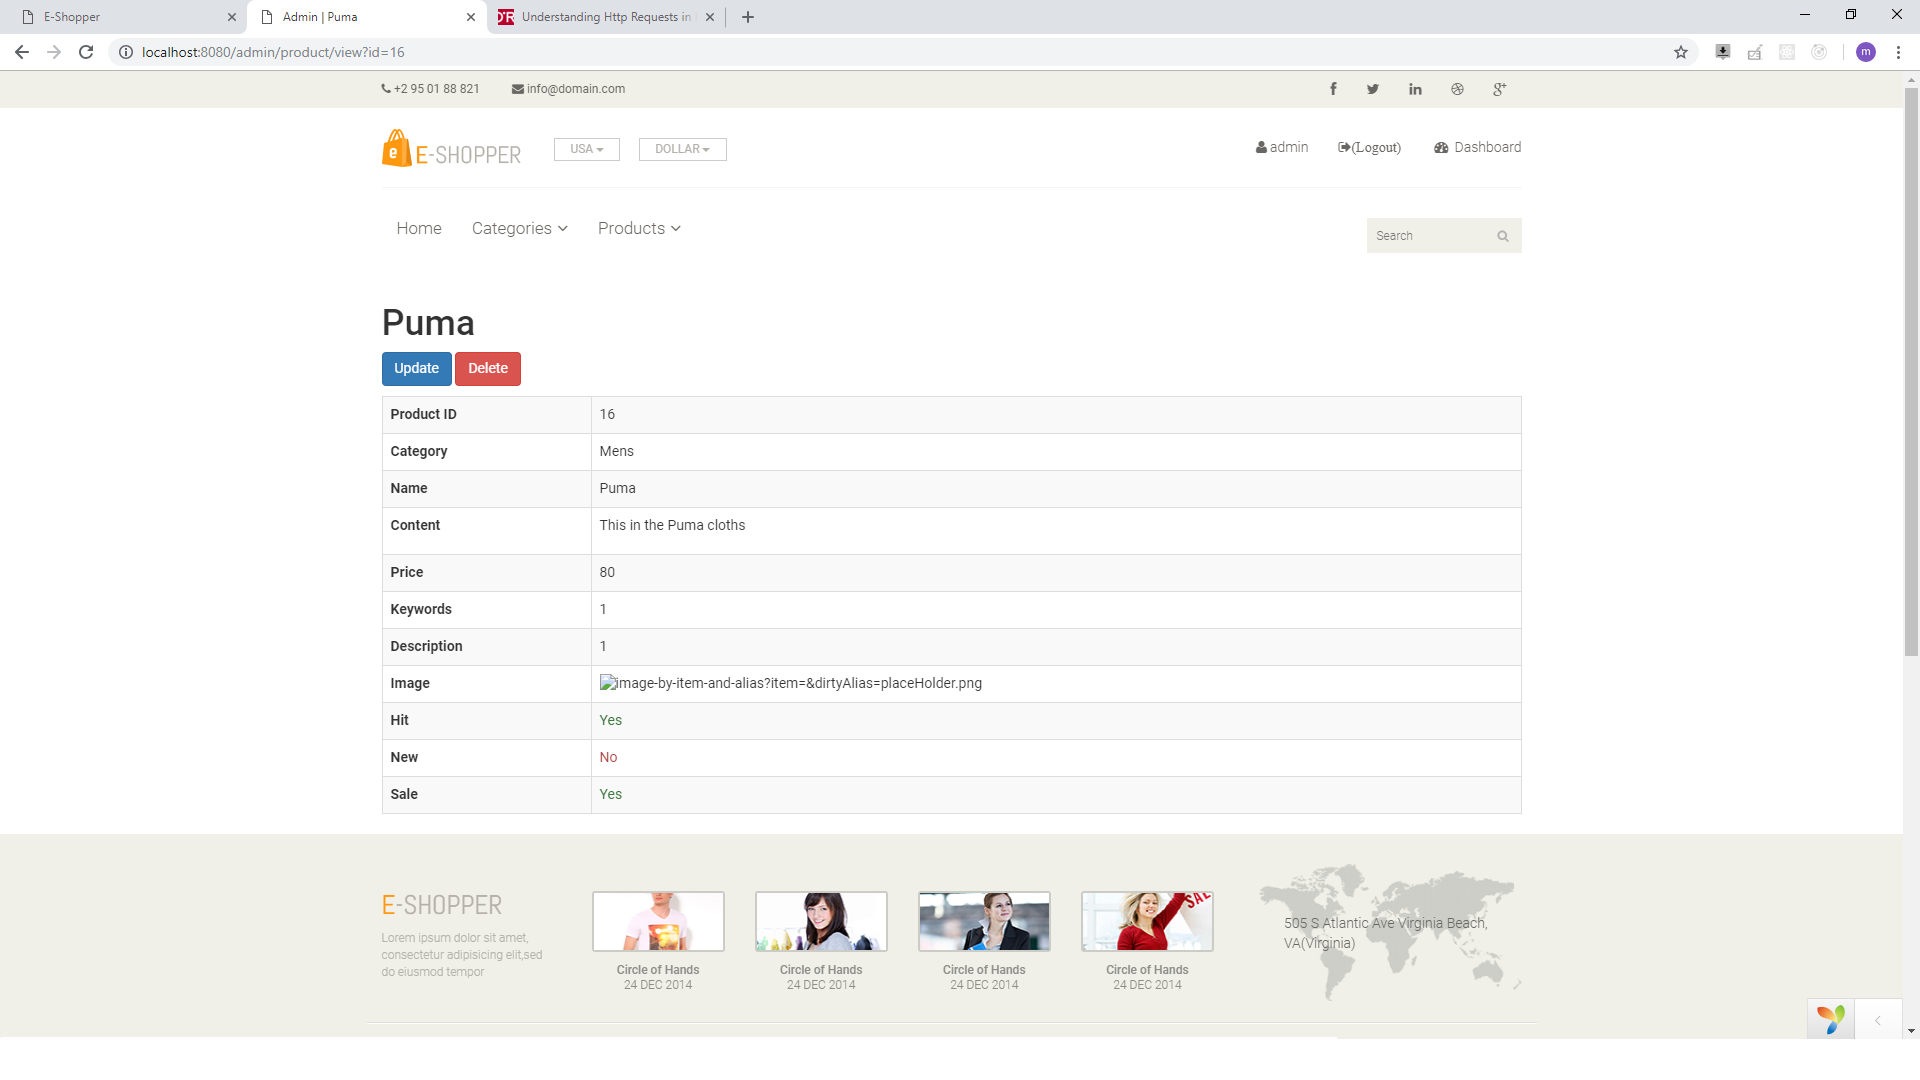 E-Shopper
Admin | Puma
Understanding Http Requests in
localhost:8080/admin/product/view?id=16
m
+2 95 01 88 821
info@domain.com
e E-SHOPPER
USA
DOLLAR
admin
(Logout)
Dashboard
Home
Categories
Products
Search
Puma
Update
Delete
Product ID 16
Category Mens
Name Puma
Content This in the Puma cloths
Price 80
Keywords 1
Description 1
Image image-by-item-and-alias?item=&dirtyAlias=placeHolder.png
Hit Yes
New No
Sale Yes
E-SHOPPER
Lorem ipsum dolor sit amet,
consectetur adipisicing elit,sed
do eiusmod tempor
Circle of Hands
24 DEC 2014
Circle of Hands
24 DEC 2014
Circle of Hands
24 DEC 2014
SALE
Circle of Hands
24 DEC 2014
505 S Atlantic Ave Virginia Beach,
VA(Virginia)